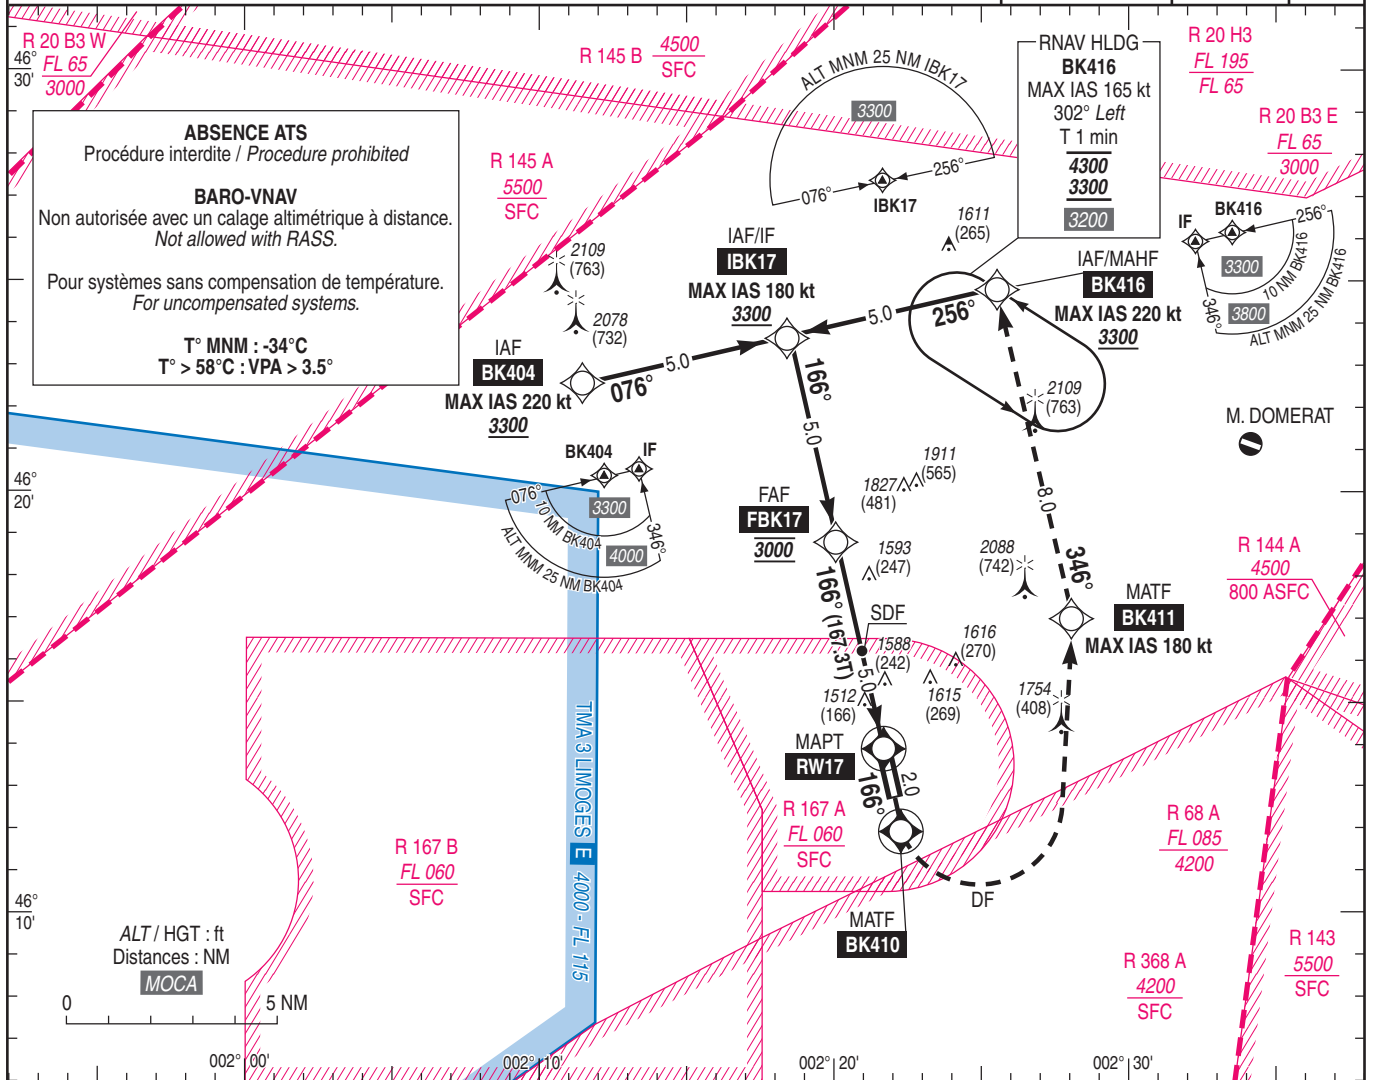 R 20 B3 W
FL 65
3000
46°
30'
R 145 B
4500
SFC
ALT MNM 25 NM IBK17
3300
076°
256°
IBK17
RNAV HLDG
BK416
MAX IAS 165 kt
302° Left
T 1 min
4300
3300
3200
R 20 H3
FL 195
FL 65
R 20 B3 E
FL 65
3000
ABSENCE ATS
Procédure interdite / Procedure prohibited
BARO-VNAV
Non autorisée avec un calage altimétrique à distance.
Not allowed with RASS.
Pour systèmes sans compensation de température.
For uncompensated systems.
T° MNM : -34°C
T° > 58°C : VPA > 3.5°
R 145 A
5500
SFC
2109
(763)
2078
(732)
IAF/IF
IBK17
MAX IAS 180 kt
3300
1611
(265)
IAF/MAHF
BK416
MAX IAS 220 kt
3300
IF
BK416
256°
3300
10 NM BK416
3800
346°
ALT MNM 25 NM BK416
IAF
BK404
MAX IAS 220 kt
3300
076°
5.0
5.0
256°
166°
5.0
2109
(763)
M. DOMERAT
46°
20'
BK404
IF
076°
3300
10 NM BK404
4000
346°
ALT MNM 25 NM BK404
1911
(565)
1827
(481)
8.0
FAF
FBK17
3000
1593
(247)
2088
(742)
346°
R 144 A
4500
800 ASFC
MATF
BK411
MAX IAS 180 kt
166° (167.3T)
SDF
1588
(242)
1616
(270)
5.0
1512
(166)
1615
(269)
1754
(408)
MAPT
RW17
2.0
166°
TMA 3 LIMOGES E 4000 - FL 115
R 167 A
FL 060
SFC
R 68 A
FL 085
4200
R 167 B
FL 060
SFC
DF
MATF
BK410
46°
10'
ALT / HGT : ft
Distances : NM
MOCA
0
5 NM
R 368 A
4200
SFC
R 143
5500
SFC
002° 00'
002° 10'
002° 20'
002° 30'